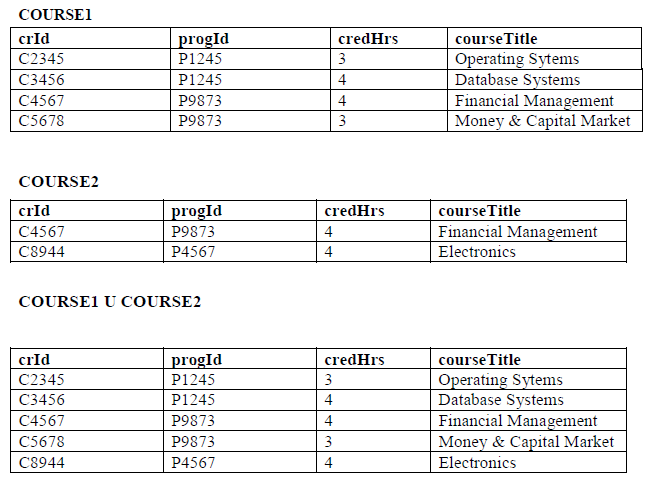 COURSE1
crId progId credHrs courseTitle
C2345 P1245 3 Operating Sytems
C3456 P1245 4 Database Systems
C4567 P9873 4 Financial Management
C5678 P9873 3 Money & Capital Market
COURSE2
crId progId credHrs courseTitle
C4567 P9873 4 Financial Management
C8944 P4567 4 Electronics
COURSE1 U COURSE2
crId progId credHrs courseTitle
C2345 P1245 3 Operating Sytems
C3456 P1245 4 Database Systems
C4567 P9873 4 Financial Management
C5678 P9873 3 Money & Capital Market
C8944 P4567 4 Electronics